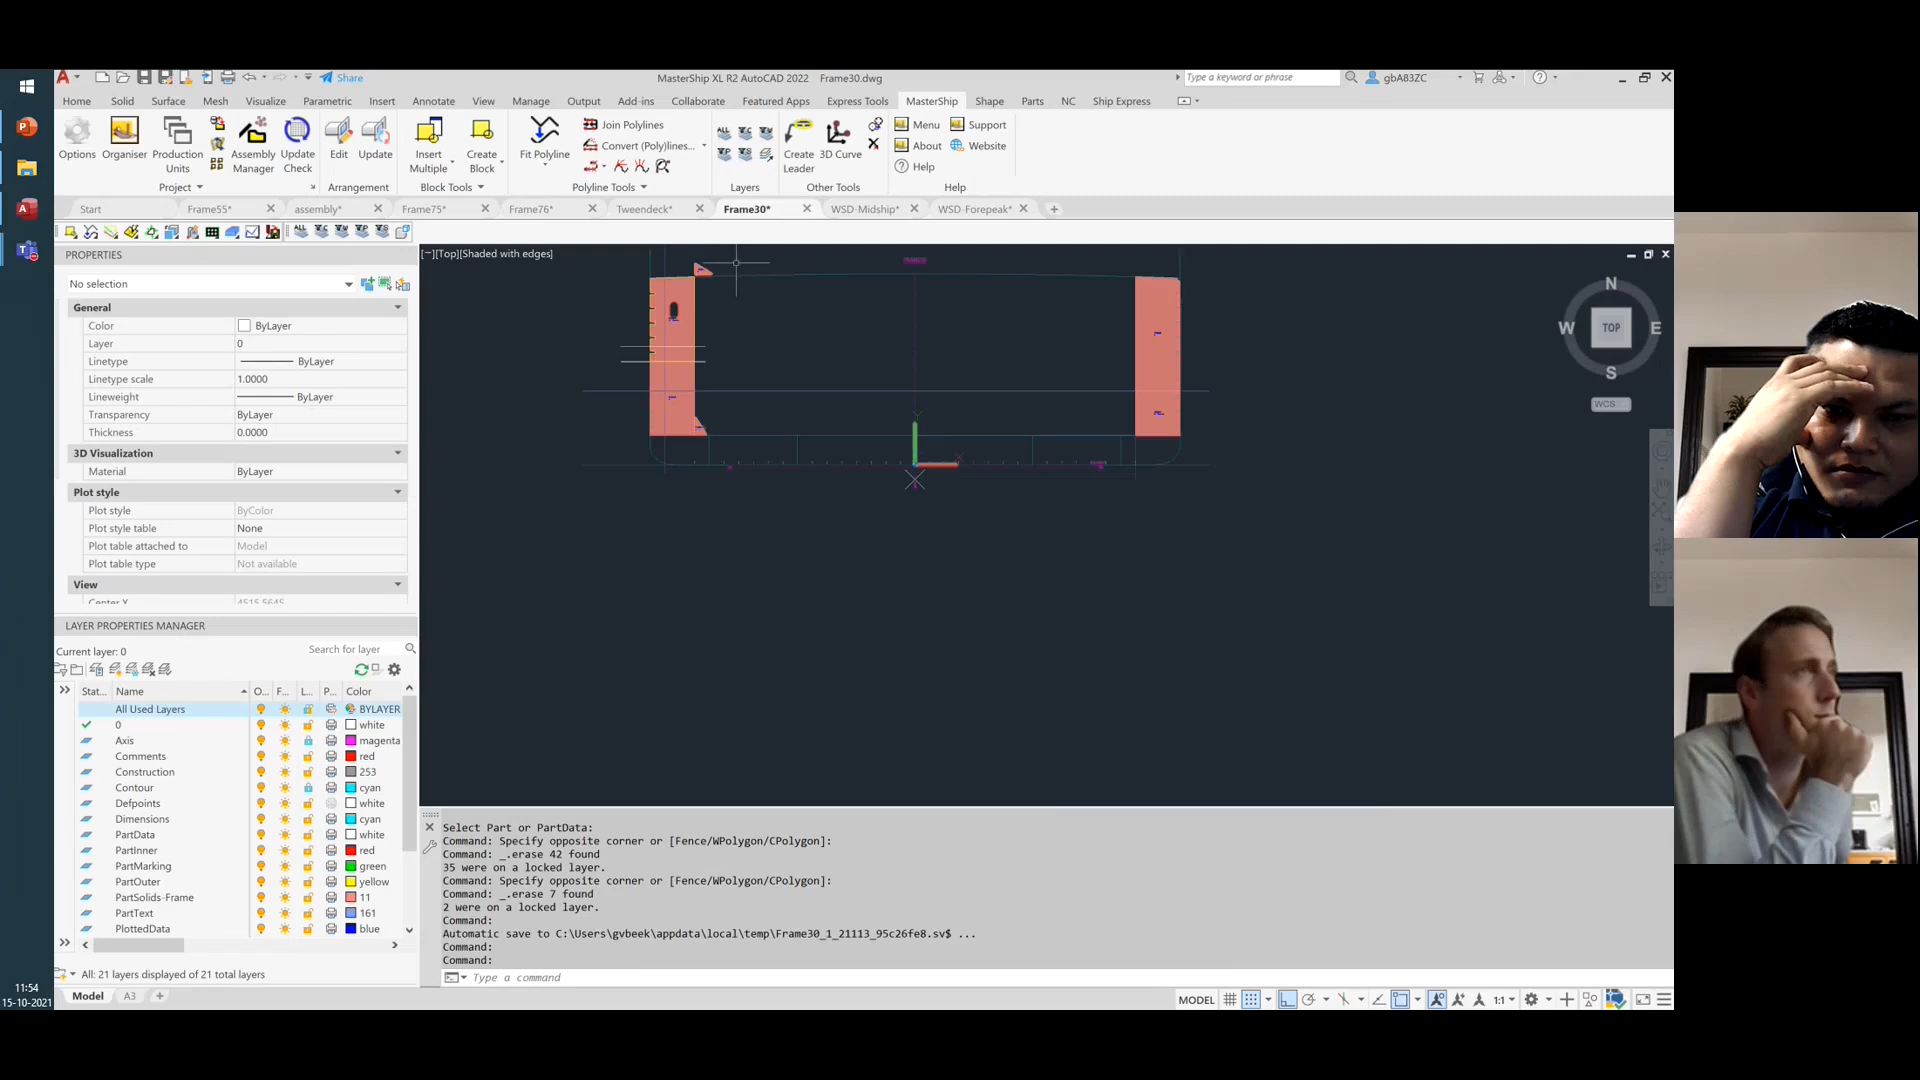 MasterShip XL R2 AutoCAD 2022 Frame30.dwg
Share
Type a keyword or phrase
gbA83ZC
Home Solid Surface Mesh Visualize Parametric Insert Annotate View Manage Output Add-ins Collaborate Featured Apps Express Tools MasterShip Shape Parts NC Ship Express
Options
Organiser
Production Units
Assembly Manager
Update Check
Edit
Update
Insert Multiple
Create Block
Fit Polyline
Join Polylines
Convert (Poly)lines...
Create Leader
3D Curve
Menu
Support
About
Website
Help
Project
Arrangement
Block Tools
Polyline Tools
Layers
Other Tools
Help
Start Frame55* assembly* Frame75* Frame76* Tweendeck* Frame30* WSD-Midship* WSD-Forepeak*
PROPERTIES
No selection
General
Color ByLayer
Layer 0
Linetype ByLayer
Linetype scale 1.0000
Lineweight ByLayer
Transparency ByLayer
Thickness 0.0000
3D Visualization
Material ByLayer
Plot style
Plot style ByColor
Plot style table None
Plot table attached to Model
Plot table type Not available
View
Center X 4515.5645
[−][Top][Shaded with edges]
N
W TOP E
S
WCS
Y
X
LAYER PROPERTIES MANAGER
Current layer: 0
Search for layer
Stat... Name O... F... L... P... Color
All Used Layers BYLAYER
0 white
Axis magenta
Comments red
Construction 253
Contour cyan
Defpoints white
Dimensions cyan
PartData white
PartInner red
PartMarking green
PartOuter yellow
PartSolids-Frame 11
PartText 161
PlottedData blue
All: 21 layers displayed of 21 total layers
Select Part or PartData:
Command: Specify opposite corner or [Fence/WPolygon/CPolygon]:
Command: _.erase 42 found
35 were on a locked layer.
Command: Specify opposite corner or [Fence/WPolygon/CPolygon]:
Command: _.erase 7 found
2 were on a locked layer.
Command:
Automatic save to C:\Users\gvbeek\appdata\local\temp\Frame30_1_21113_95c26fe8.sv$ ...
Command:
Command:
Type a command
Model A3
MODEL
1:1
11:54
15-10-2021